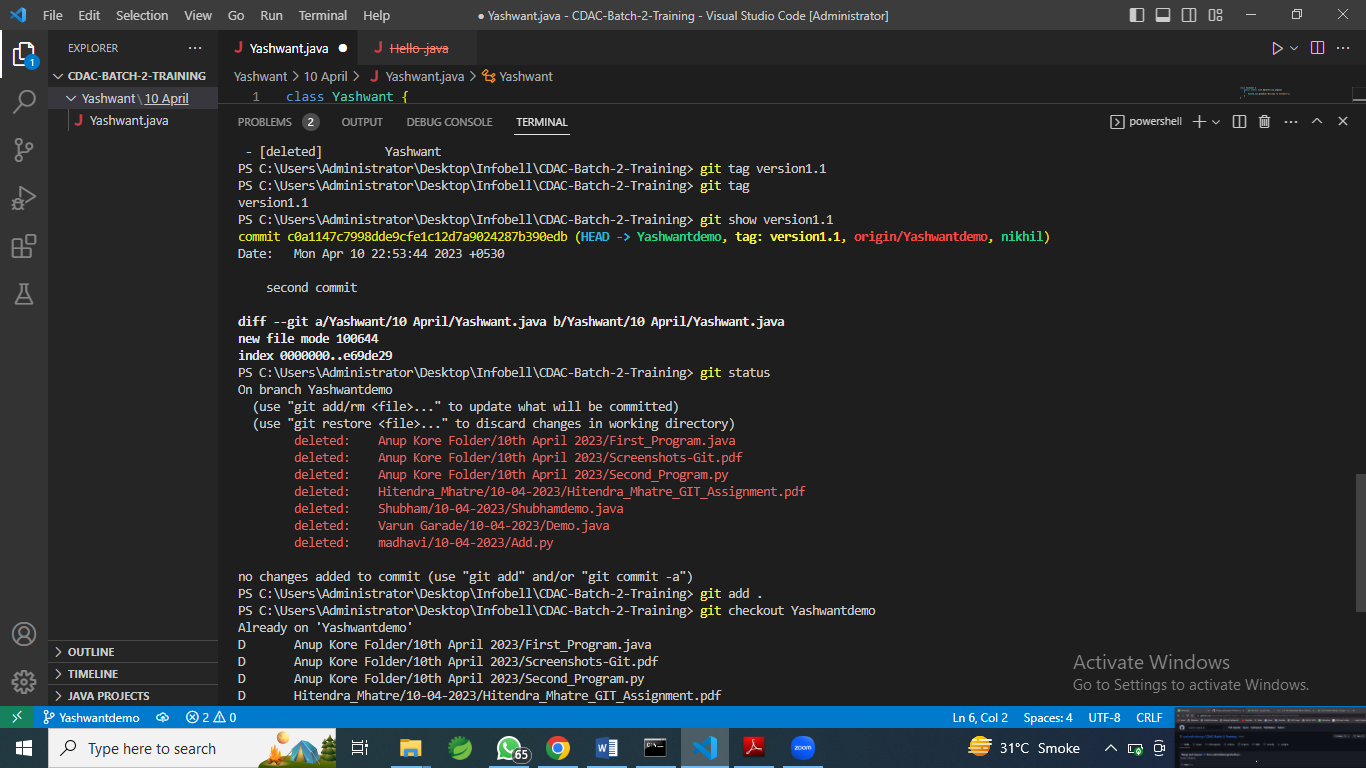 File Edit Selection View Go Run Terminal Help
● Yashwant.java - CDAC-Batch-2-Training - Visual Studio Code [Administrator]
EXPLORER
CDAC-BATCH-2-TRAINING
Yashwant\10 April
Yashwant.java
1
Yashwant.java ●
Hello .java
Yashwant > 10 April > Yashwant.java > Yashwant
1 class Yashwant {
PROBLEMS 2 OUTPUT DEBUG CONSOLE TERMINAL
powershell
- [deleted] Yashwant
PS C:\Users\Administrator\Desktop\Infobell\CDAC-Batch-2-Training> git tag version1.1
PS C:\Users\Administrator\Desktop\Infobell\CDAC-Batch-2-Training> git tag
version1.1
PS C:\Users\Administrator\Desktop\Infobell\CDAC-Batch-2-Training> git show version1.1
commit c0a1147c7998dde9cfe1c12d7a9024287b390edb (HEAD -> Yashwantdemo, tag: version1.1, origin/Yashwantdemo, nikhil)
Date: Mon Apr 10 22:53:44 2023 +0530
second commit
diff --git a/Yashwant/10 April/Yashwant.java b/Yashwant/10 April/Yashwant.java
new file mode 100644
index 0000000..e69de29
PS C:\Users\Administrator\Desktop\Infobell\CDAC-Batch-2-Training> git status
On branch Yashwantdemo
(use "git add/rm <file>..." to update what will be committed)
(use "git restore <file>..." to discard changes in working directory)
deleted: Anup Kore Folder/10th April 2023/First_Program.java
deleted: Anup Kore Folder/10th April 2023/Screenshots-Git.pdf
deleted: Anup Kore Folder/10th April 2023/Second_Program.py
deleted: Hitendra_Mhatre/10-04-2023/Hitendra_Mhatre_GIT_Assignment.pdf
deleted: Shubham/10-04-2023/Shubhamdemo.java
deleted: Varun Garade/10-04-2023/Demo.java
deleted: madhavi/10-04-2023/Add.py
no changes added to commit (use "git add" and/or "git commit -a")
PS C:\Users\Administrator\Desktop\Infobell\CDAC-Batch-2-Training> git add .
PS C:\Users\Administrator\Desktop\Infobell\CDAC-Batch-2-Training> git checkout Yashwantdemo
Already on 'Yashwantdemo'
D Anup Kore Folder/10th April 2023/First_Program.java
D Anup Kore Folder/10th April 2023/Screenshots-Git.pdf
D Anup Kore Folder/10th April 2023/Second_Program.py
D Hitendra_Mhatre/10-04-2023/Hitendra_Mhatre_GIT_Assignment.pdf
OUTLINE
TIMELINE
JAVA PROJECTS
Activate Windows
Go to Settings to activate Windows.
Yashwantdemo 2 0 Ln 6, Col 2 Spaces: 4 UTF-8 CRLF
Type here to search
65
zoom
31°C Smoke